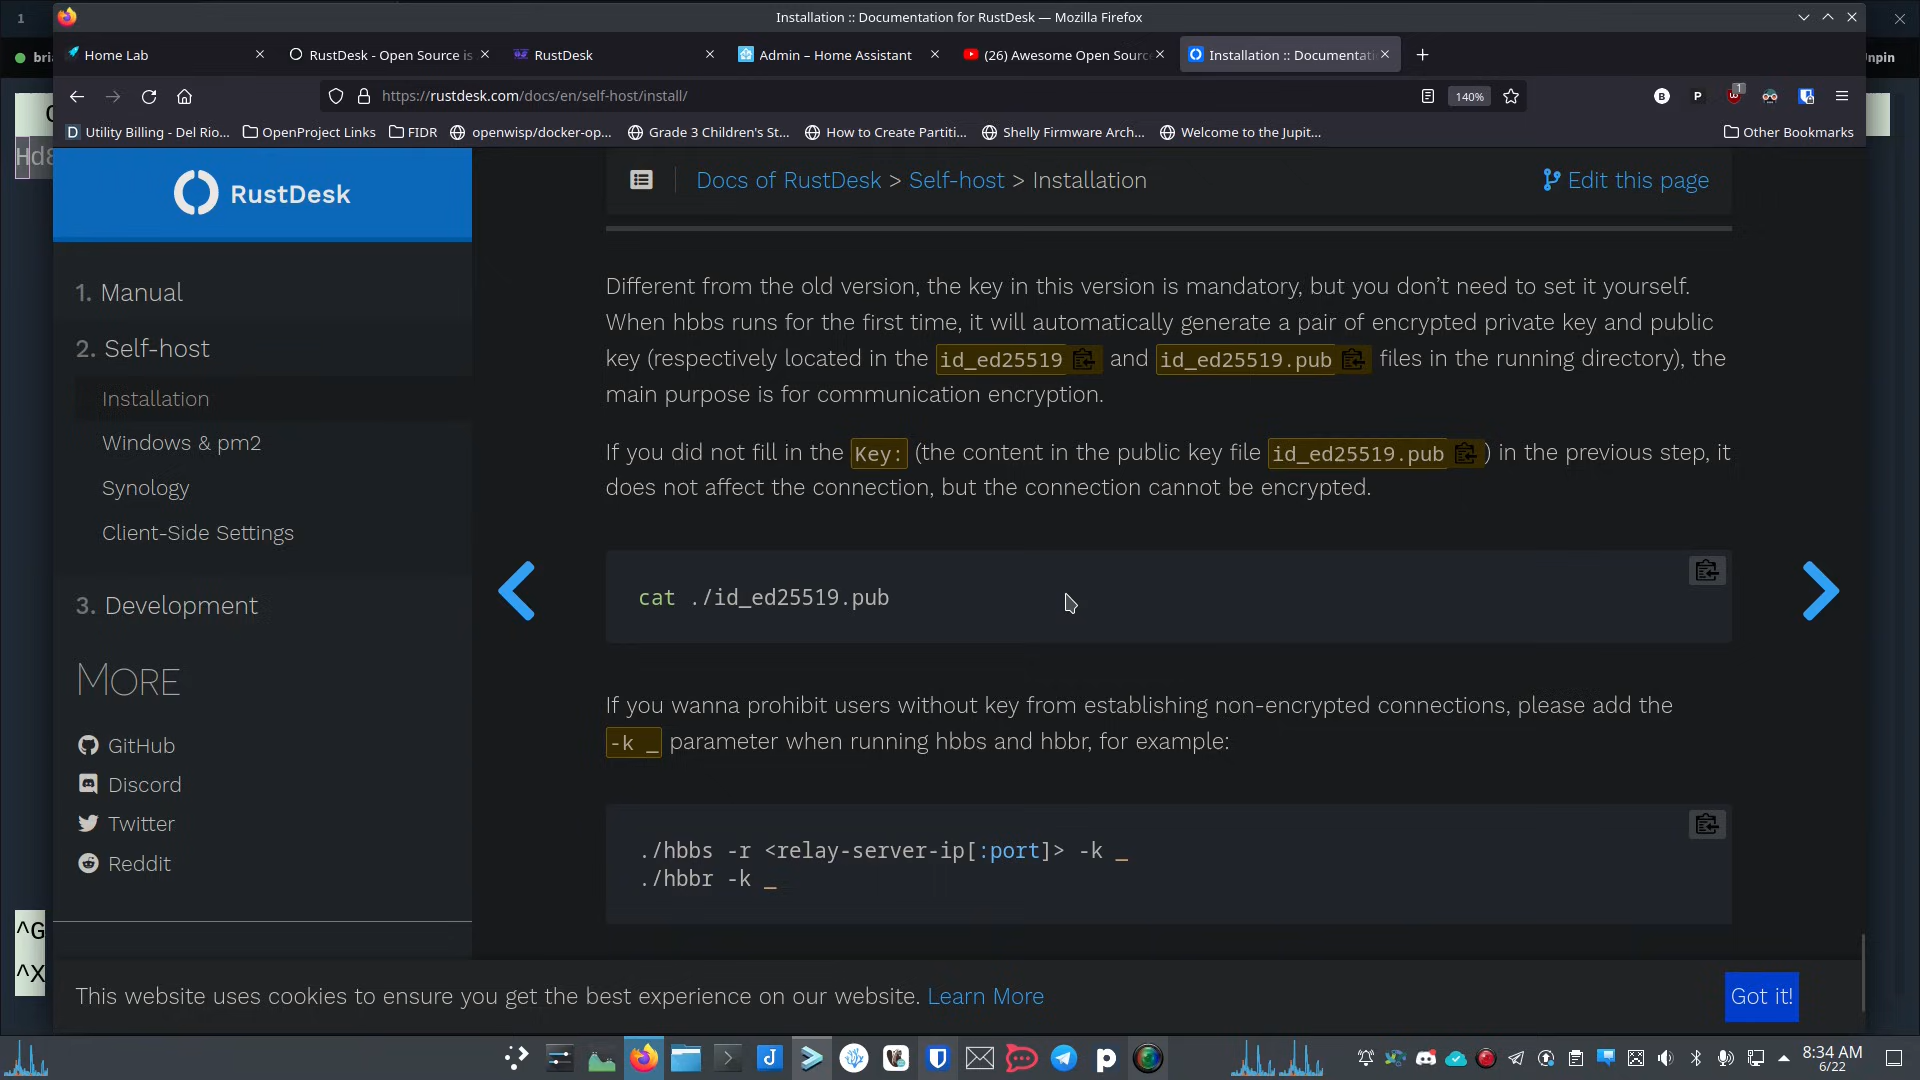 1
Installation :: Documentation for RustDesk — Mozilla Firefox
Home Lab
RustDesk - Open Source is
RustDesk
Admin – Home Assistant
(26) Awesome Open Sourc
Installation :: Documentati
bri
npin
https://rustdesk.com/docs/en/self-host/install/
140%
B
P
1
D Utility Billing - Del Rio...
OpenProject Links
FIDR
openwisp/docker-op...
Grade 3 Children's St...
How to Create Partiti...
Shelly Firmware Arch...
Welcome to the Jupit...
Other Bookmarks
Hd8
RustDesk
Docs of RustDesk > Self-host > Installation
Edit this page
1. Manual
2. Self-host
Installation
Windows & pm2
Synology
Client-Side Settings
3. Development
More
GitHub
Discord
Twitter
Reddit
Different from the old version, the key in this version is mandatory, but you don’t need to set it yourself.
When hbbs runs for the first time, it will automatically generate a pair of encrypted private key and public
key (respectively located in the id_ed25519 and id_ed25519.pub files in the running directory), the
main purpose is for communication encryption.
If you did not fill in the Key: (the content in the public key file id_ed25519.pub ) in the previous step, it
does not affect the connection, but the connection cannot be encrypted.
cat ./id_ed25519.pub
If you wanna prohibit users without key from establishing non-encrypted connections, please add the
-k _ parameter when running hbbs and hbbr, for example:
./hbbs -r <relay-server-ip[:port]> -k _
./hbbr -k _
^G
^X
This website uses cookies to ensure you get the best experience on our website. Learn More
Got it!
8:34 AM
6/22